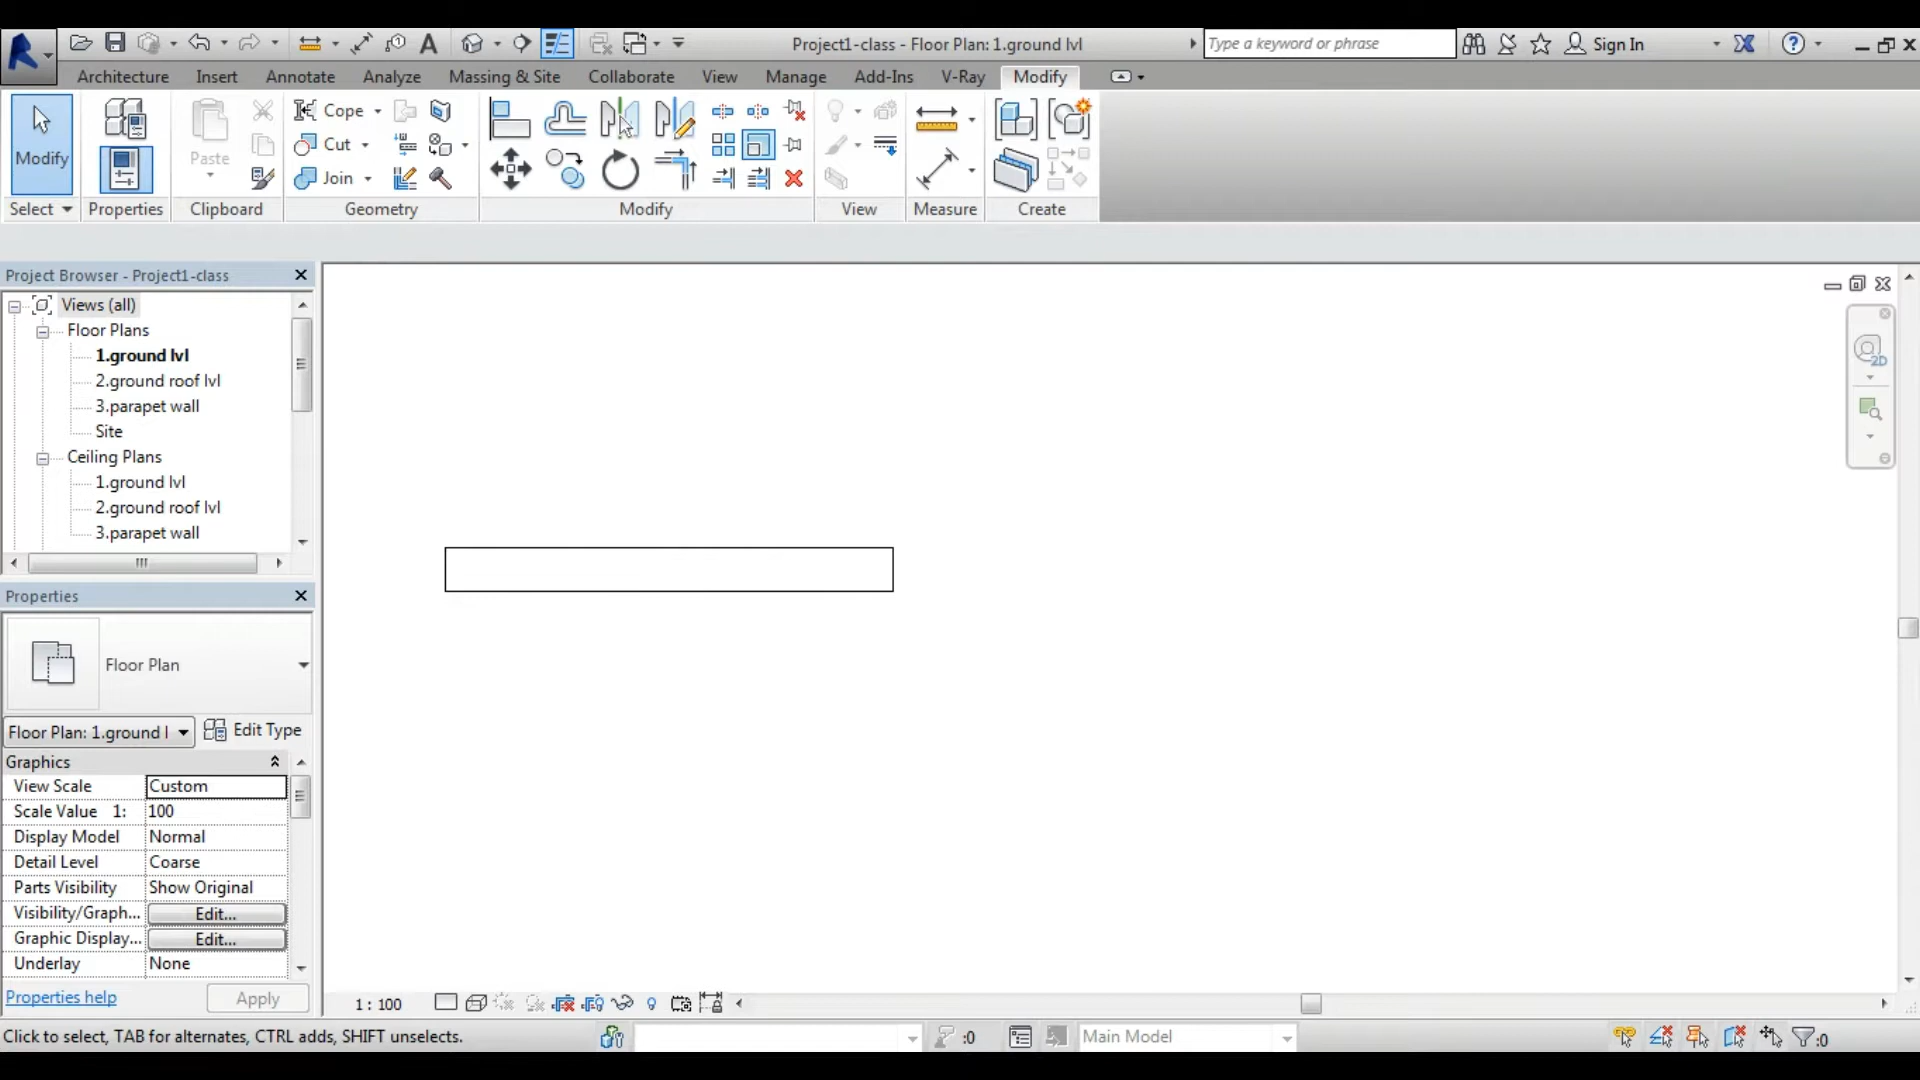 Project1-class - Floor Plan: 1.ground lvl
Type a keyword or phrase
Sign In
Architecture Insert Annotate Analyze Massing & Site Collaborate View Manage Add-Ins V-Ray Modify
Modify
Paste
Cope
Cut
Join
Select Properties Clipboard Geometry Modify View Measure Create
Project Browser - Project1-class
Views (all)
Floor Plans
1.ground lvl
2.ground roof lvl
3.parapet wall
Site
Ceiling Plans
1.ground lvl
2.ground roof lvl
3.parapet wall
2D
Properties
Floor Plan
Floor Plan: 1.ground l
Edit Type
Graphics
View Scale Custom
Scale Value 1: 100
Display Model Normal
Detail Level Coarse
Parts Visibility Show Original
Visibility/Graph... Edit...
Graphic Display... Edit...
Underlay None
Properties help
Apply
1 : 100
Click to select, TAB for alternates, CTRL adds, SHIFT unselects.
:0
Main Model
:0